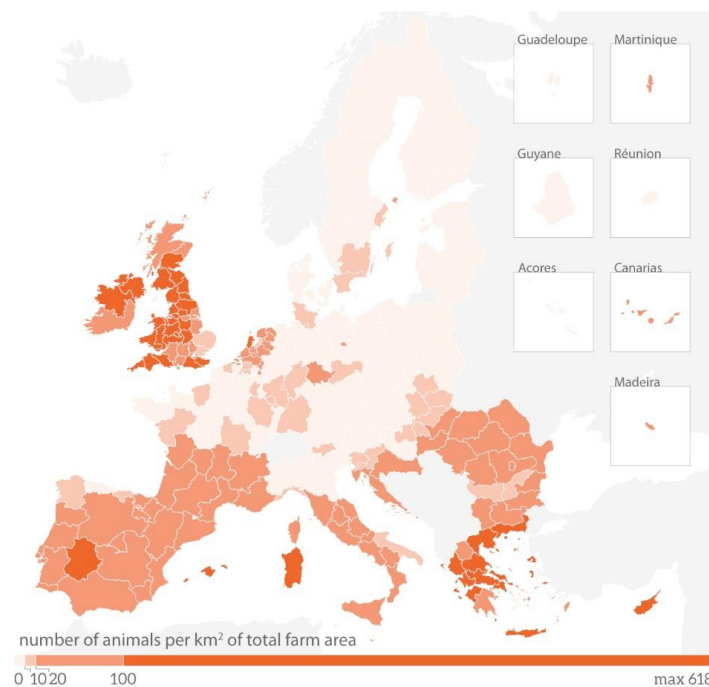 Guadeloupe
Martinique
Guyane
Réunion
Acores
Canarias
Madeira
number of animals per km² of total farm area
0 10 20 100 max 618